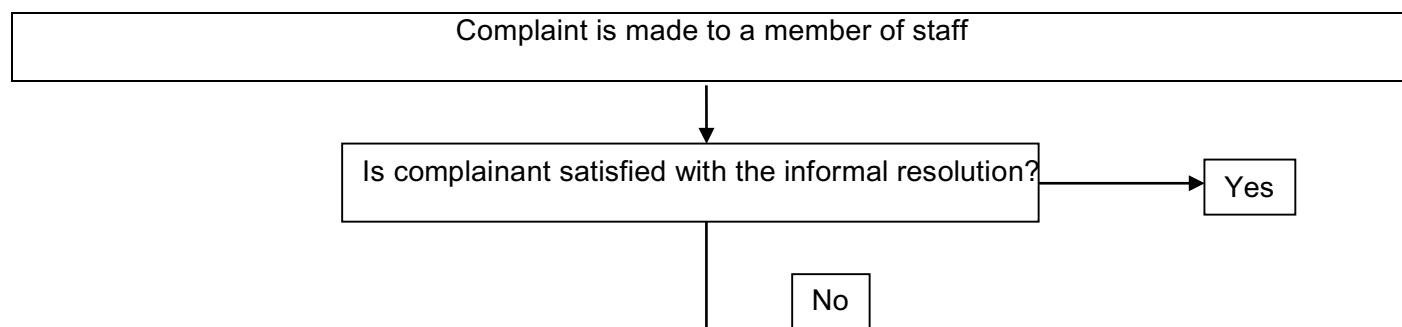 Complaint is made to a member of staff
Is complainant satisfied with the informal resolution?
Yes
No